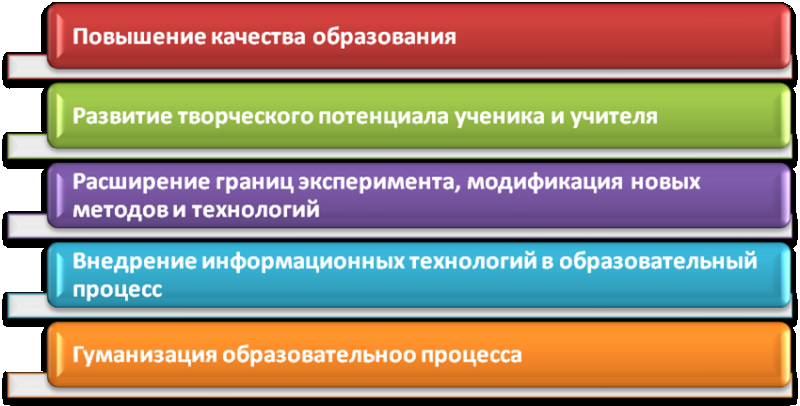 Повышение качества образования
Развитие творческого потенциала ученика и учителя
Расширение границ эксперимента, модификация новых
методов и технологий
Внедрение информационных технологий в образовательный
процесс
Гуманизация образовательноо процесса